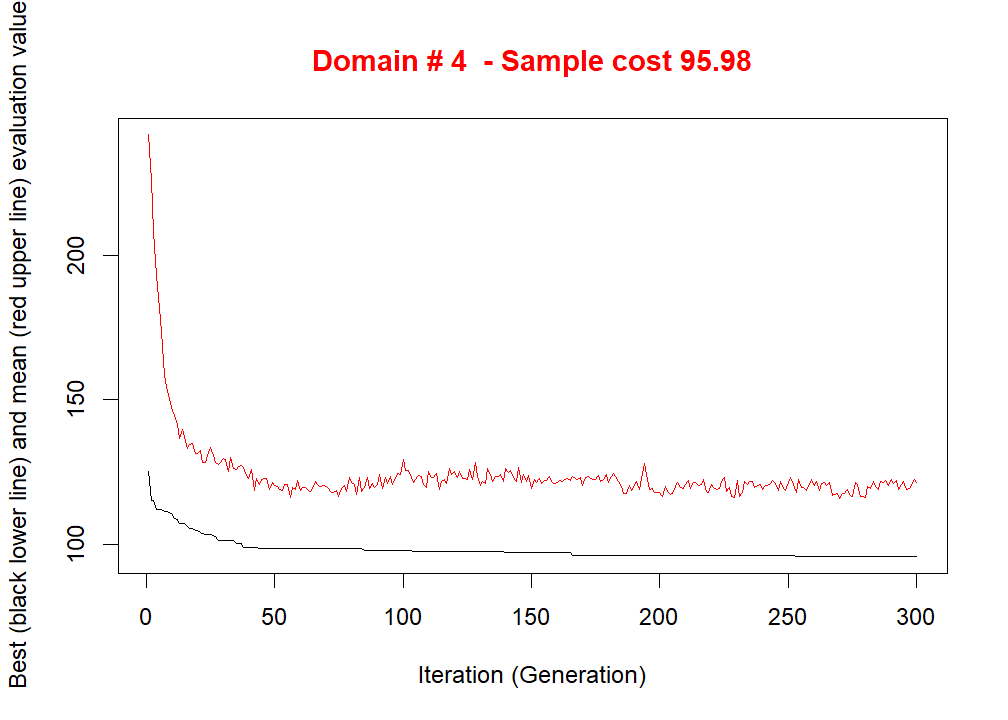 Domain # 4  - Sample cost 95.98
Best (black lower line) and mean (red upper line) evaluation value
200
150
100
0 50 100 150 200 250 300
Iteration (Generation)